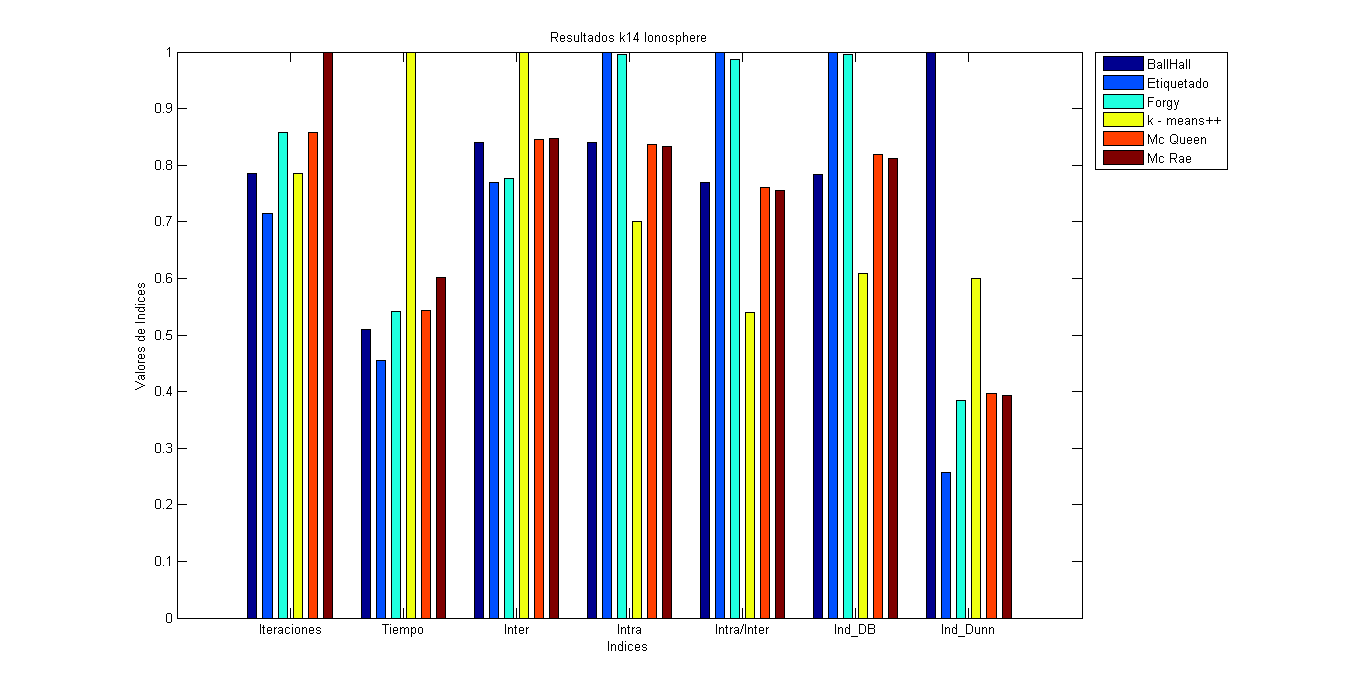 Resultados k14 Ionosphere
BallHall
Etiquetado
Forgy
k - means++
Mc Queen
Mc Rae
Valores de Indices
1
0.9
0.8
0.7
0.6
0.5
0.4
0.3
0.2
0.1
0
Iteraciones Tiempo Inter Intra Intra/Inter Ind_DB Ind_Dunn
Indices